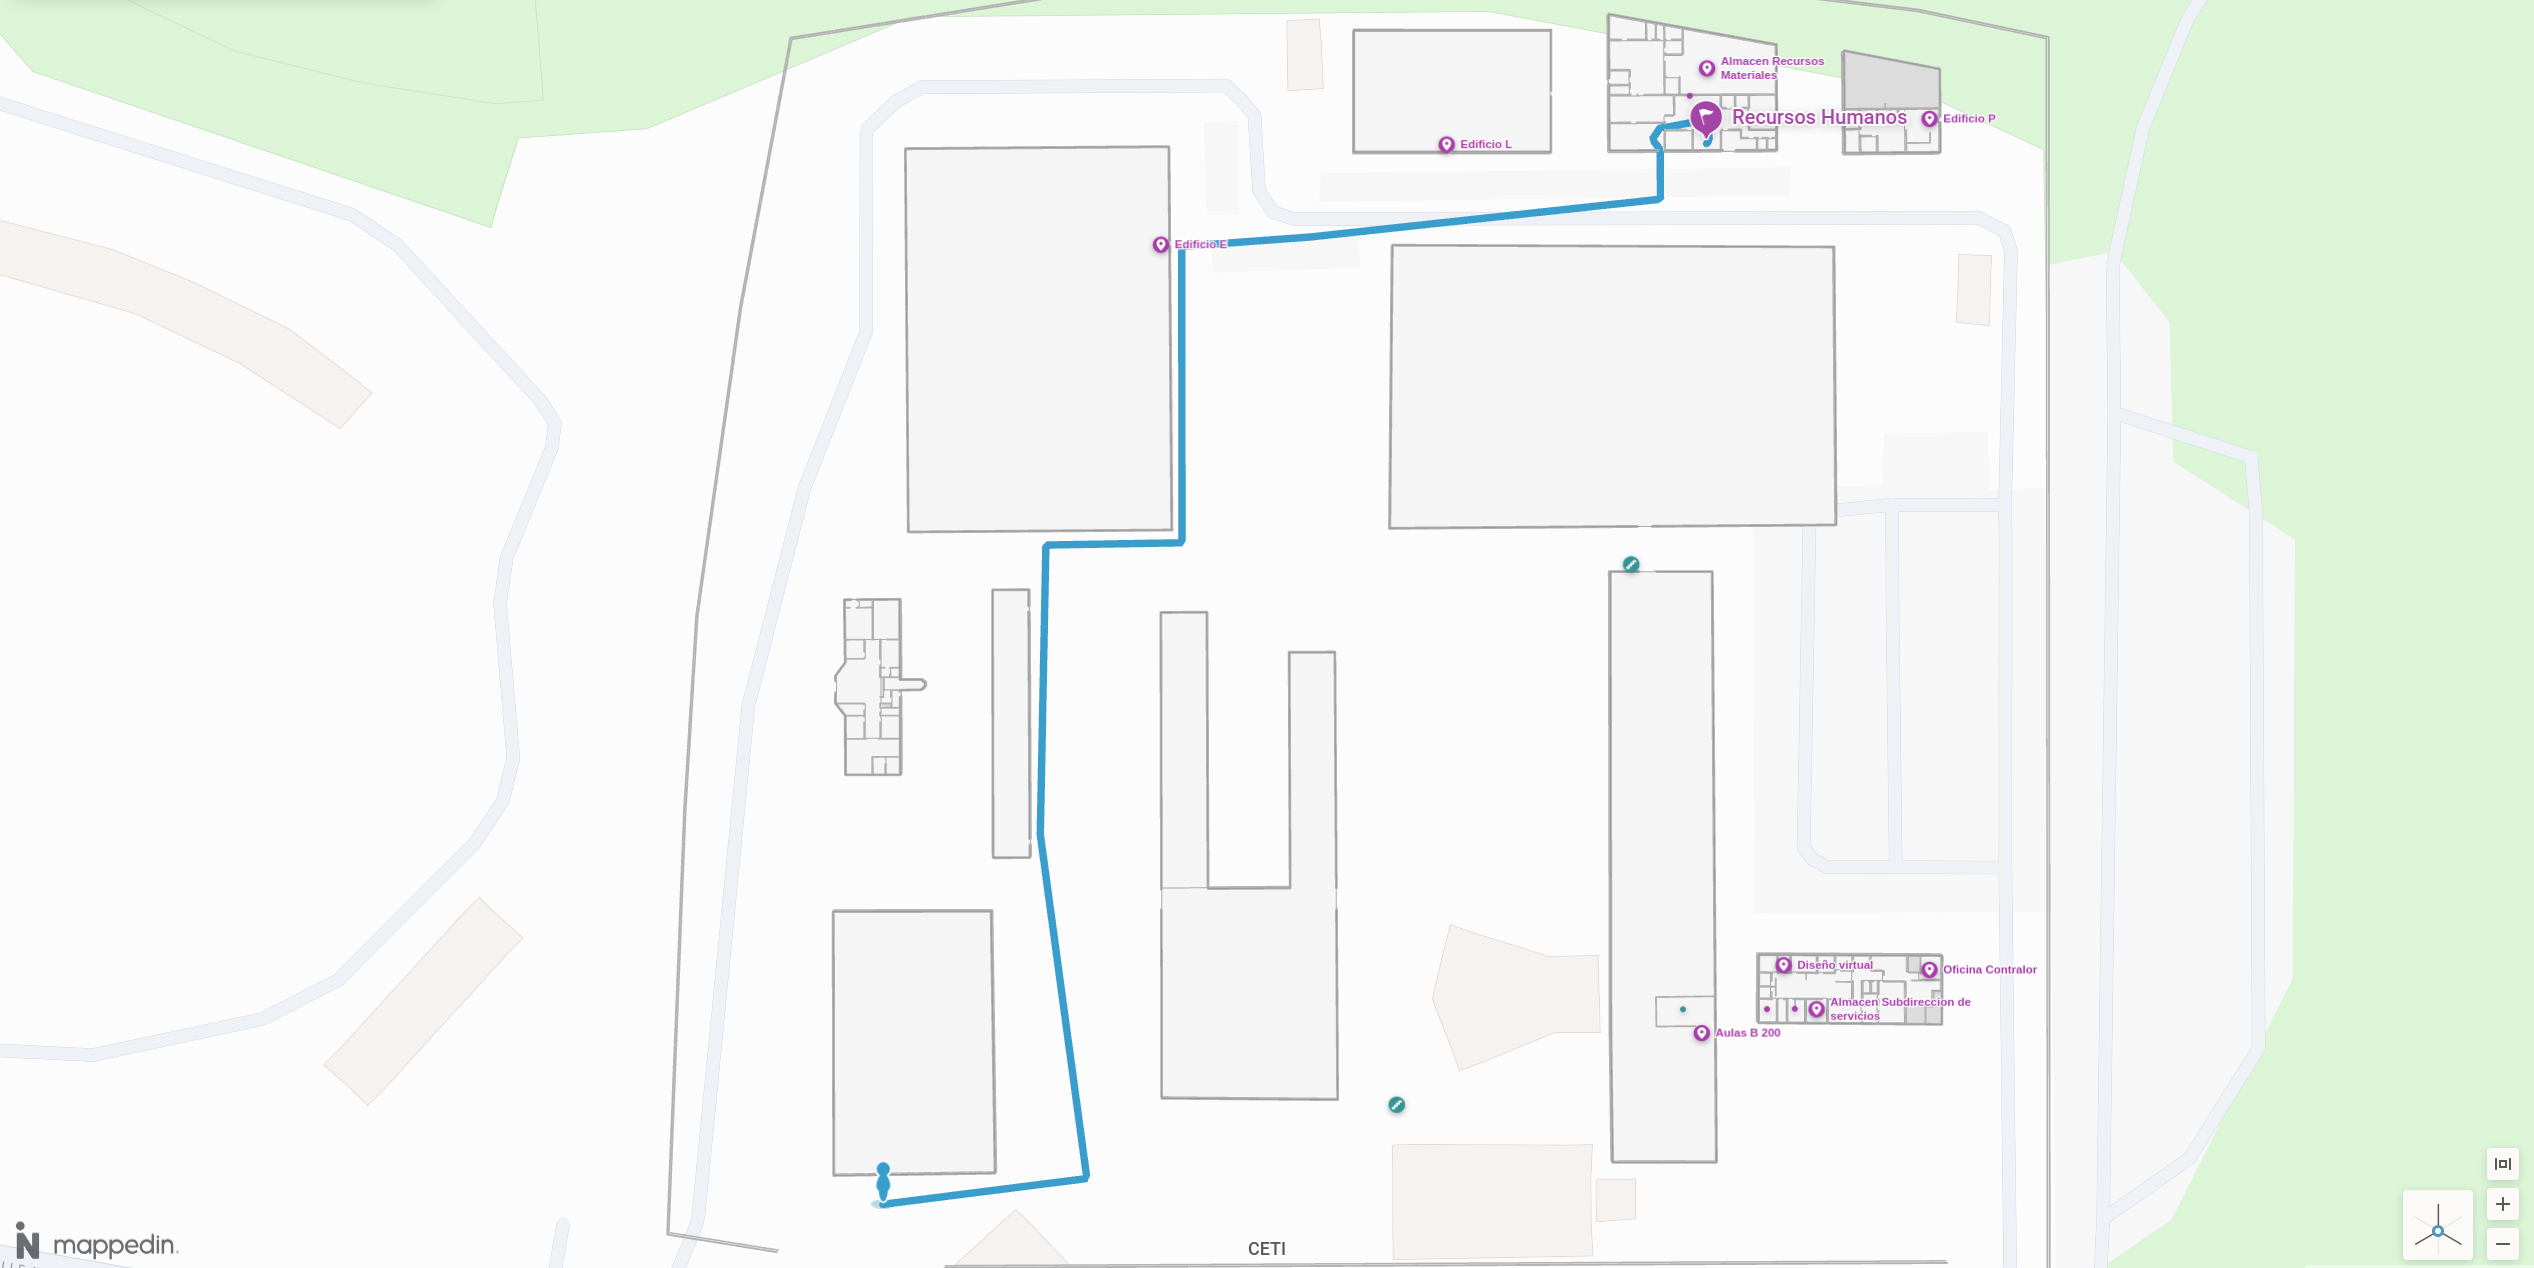 Almacen Recursos
Materiales
Recursos Humanos
Edificio P
Edificio L
Edificio E
Diseño virtual
Oficina Contralor
Almacen Subdireccion de
servicios
Aulas B 200
mappedin.
CETI